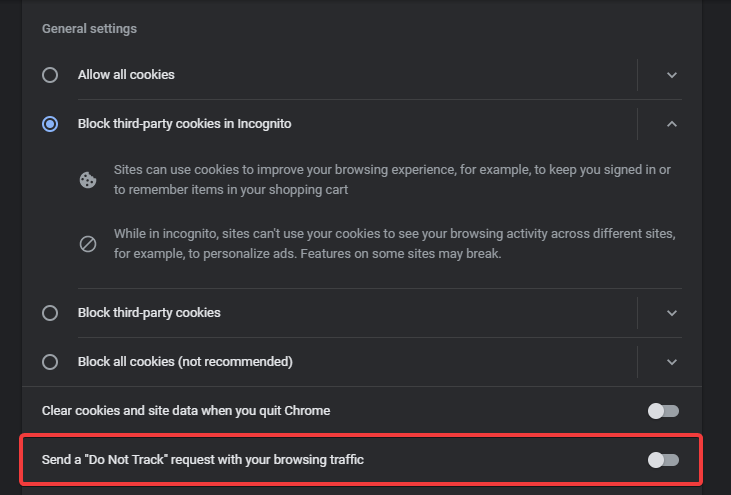 General settings
Allow all cookies
Block third-party cookies in Incognito
Sites can use cookies to improve your browsing experience, for example, to keep you signed in or
to remember items in your shopping cart
While in incognito, sites can't use your cookies to see your browsing activity across different sites,
for example, to personalize ads. Features on some sites may break.
Block third-party cookies
Block all cookies (not recommended)
Clear cookies and site data when you quit Chrome
Send a "Do Not Track" request with your browsing traffic